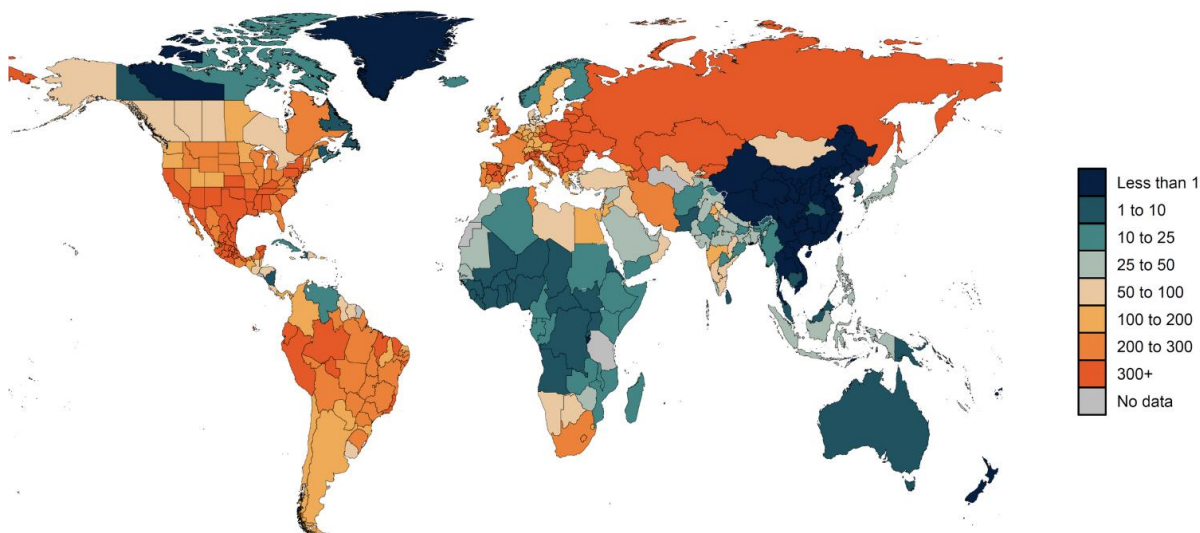 Less than 1
1 to 10
10 to 25
25 to 50
50 to 100
100 to 200
200 to 300
300+
No data